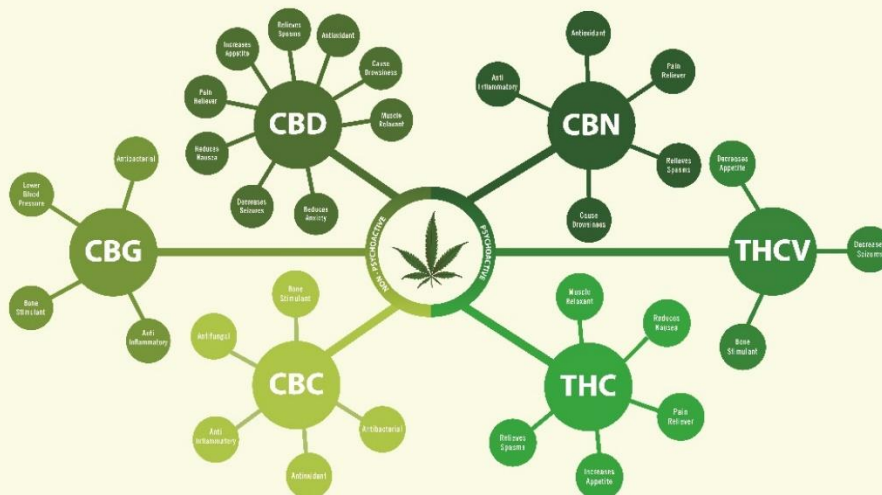 Relieves
Spasms
Increases
Appetite
Antioxidant
Pain
Reliever
Cause
Drowsiness
CBD
Muscle
Relaxant
Reduces
Nausea
Decreases
Seizures
Reduces
Anxiety
Antioxidant
Anti
Inflammatory
Pain
Reliever
CBN
Relieves
Spasms
Cause
Drowsiness
Antibacterial
Lower
Blood
Pressure
CBG
Bone
Stimulant
Anti
Inflammatory
NON - PSYCHOACTIVE
PSYCHOACTIVE
Decreases
Appetite
THCV
Decreases
Seizures
Bone
Stimulant
Bone
Stimulant
Antifungal
CBC
Anti
Inflammatory
Antibacterial
Antioxidant
Muscle
Relaxant
Reduces
Nausea
THC
Pain
Reliever
Relieves
Spasms
Increases
Appetite